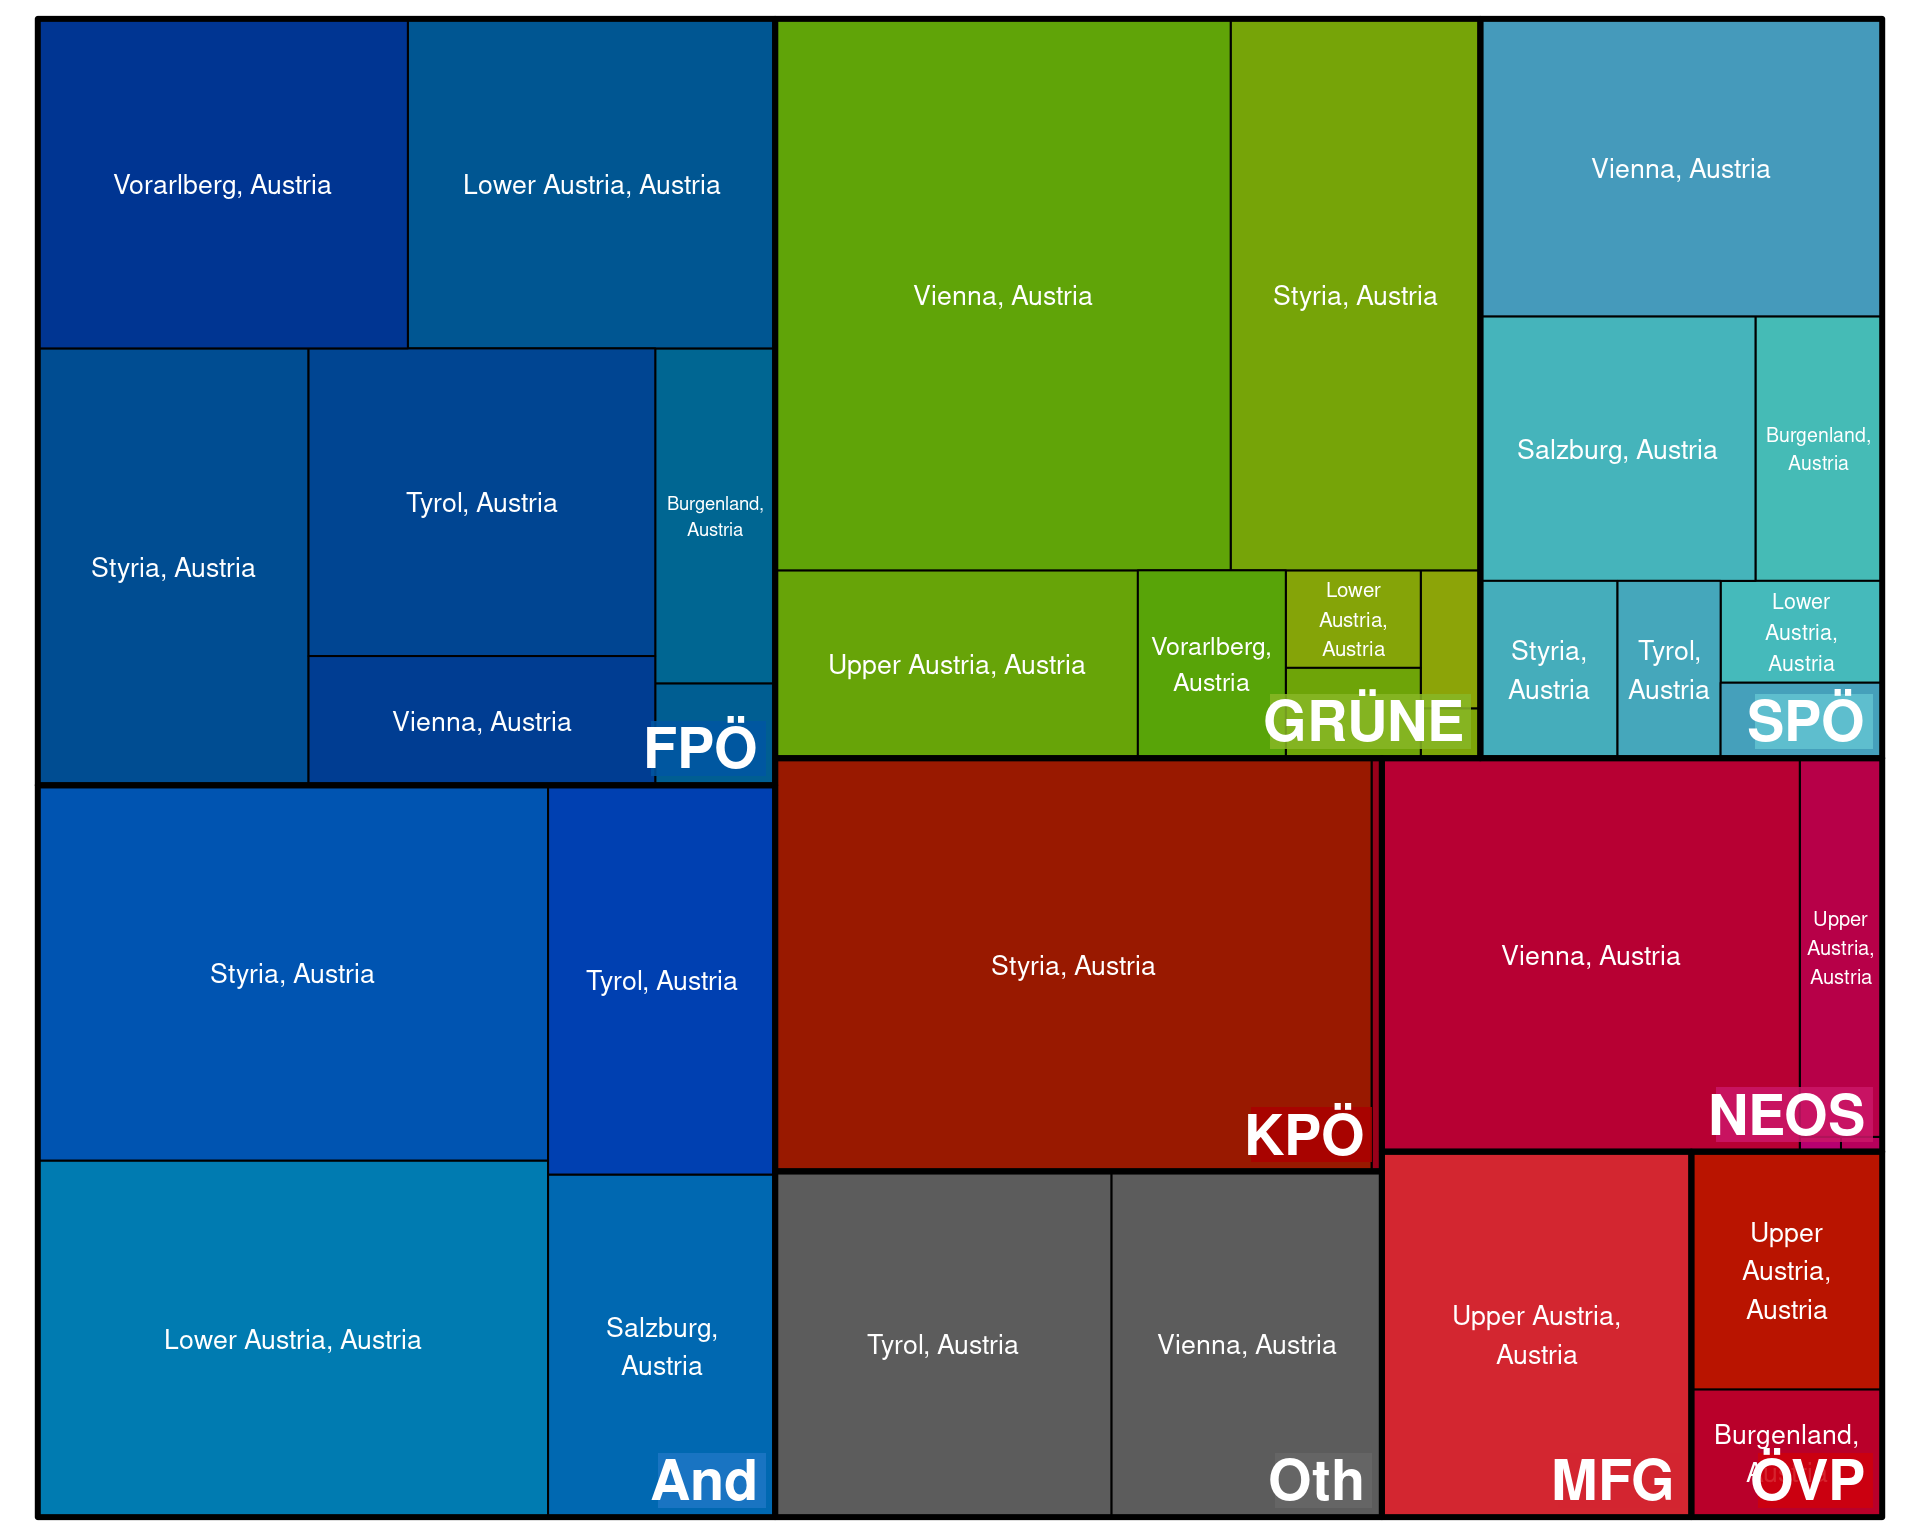 Vorarlberg, Austria
Lower Austria, Austria
Styria, Austria
Tyrol, Austria
Burgenland,
Austria
Vienna, Austria
FPÖ
Vienna, Austria
Styria, Austria
Upper Austria, Austria
Vorarlberg,
Austria
Lower
Austria,
Austria
GRÜNE
Vienna, Austria
Salzburg, Austria
Burgenland,
Austria
Styria,
Austria
Tyrol,
Austria
Lower
Austria,
Austria
SPÖ
Styria, Austria
Tyrol, Austria
Lower Austria, Austria
Salzburg,
Austria
And
Styria, Austria
KPÖ
Vienna, Austria
Upper
Austria,
Austria
NEOS
Tyrol, Austria
Vienna, Austria
Oth
Upper Austria,
Austria
MFG
Upper
Austria,
Austria
Burgenland,
ÖVP